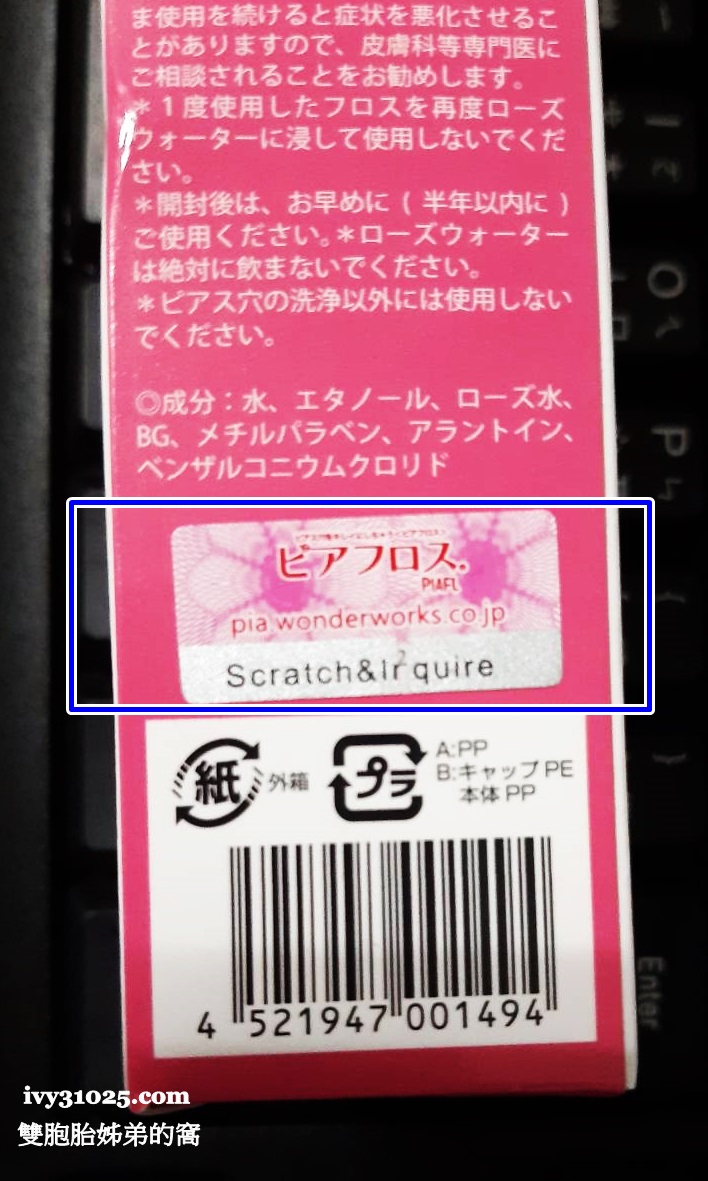 ま使用を続けると症状を悪化させるこ
とがありますので、皮膚科等専門医に
ご相談されることをお勧めします。
＊１度使用したフロスを再度ローズ
ウォーターに浸して使用しないでくだ
さい。
＊開封後は、お早めに（半年以内に）
ご使用ください。＊ローズウォーター
は絶対に飲まないでください。
＊ピアス穴の洗浄以外には使用しない
でください。
◎成分：水、エタノール、ローズ水、
BG、メチルパラベン、アラントイン、
ベンザルコニウムクロリド
ピアフロス.
PIAFL
pia.wonderworks.co.jp
Scratch&Ir quire
紙 外箱
プラ
A:PP
B:キャップ PE
本体 PP
4 521947 001494
Enter
ivy31025.com
雙胞胎姊弟的窩